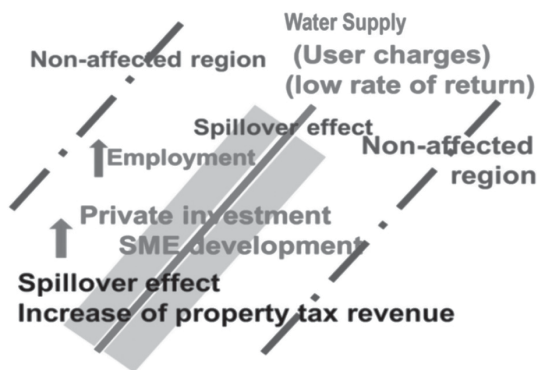 Water Supply
(User charges)
(low rate of return)
Non-affected region
Spillover effect
Non-affected
region
Employment
Private investment
SME development
Spillover effect
Increase of property tax revenue